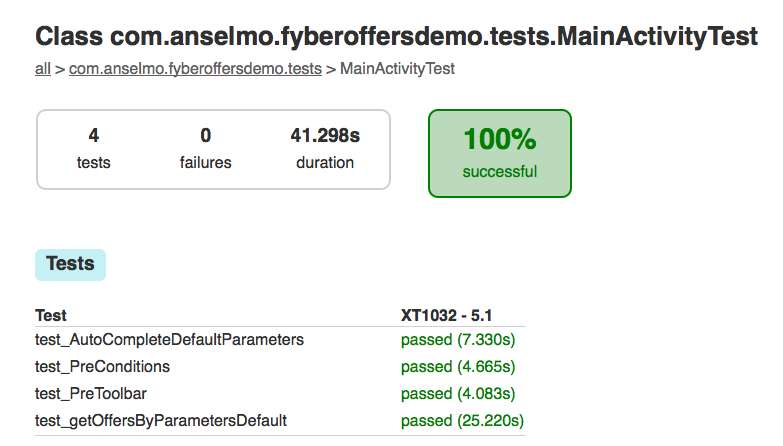 Class com.anselmo.fyberoffersdemo.tests.MainActivityTest
all > com.anselmo.fyberoffersdemo.tests > MainActivityTest
4 0 41.298s 100%
tests failures duration successful
Tests
Test XT1032 - 5.1
test_AutoCompleteDefaultParameters passed (7.330s)
test_PreConditions passed (4.665s)
test_PreToolbar passed (4.083s)
test_getOffersByParametersDefault passed (25.220s)